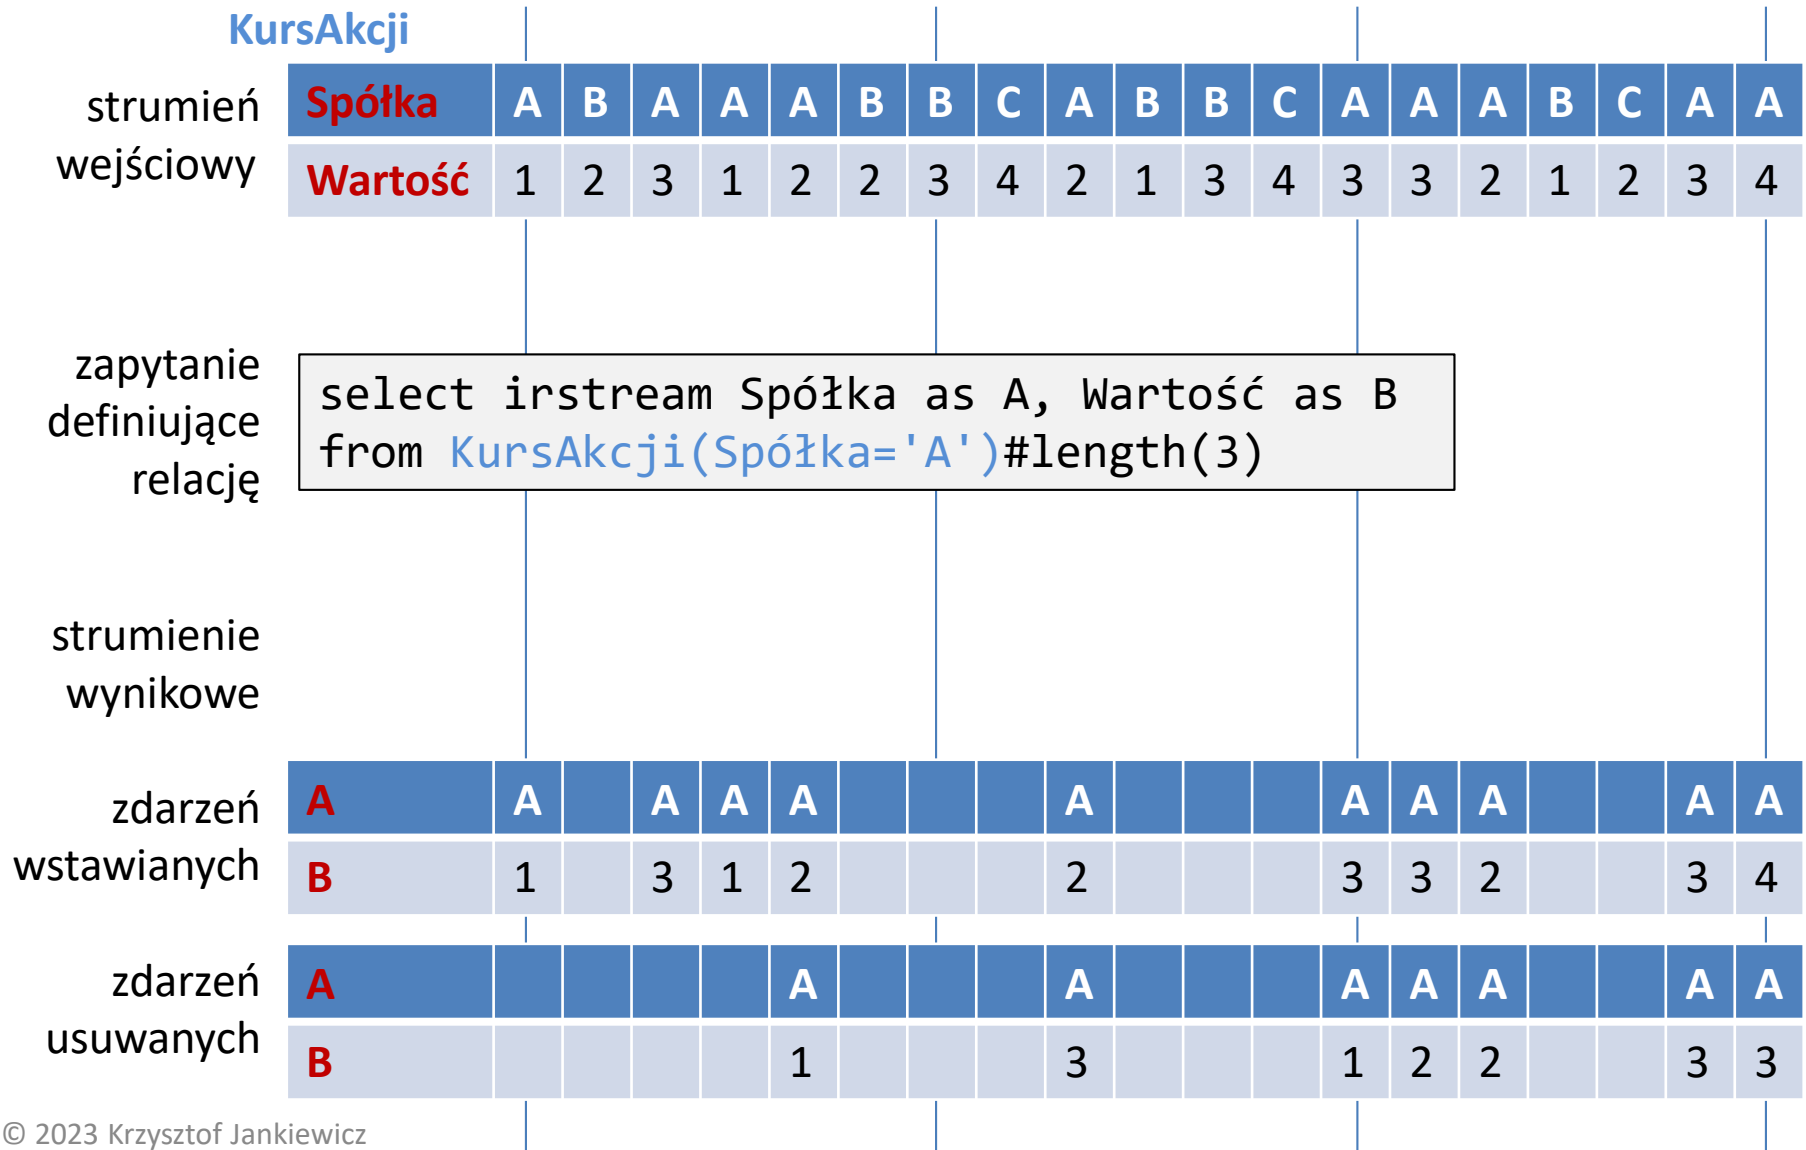 KursAkcji
strumień
wejściowy
Spółka A B A A A B B C A B B C A A A B C A A
Wartość 1 2 3 1 2 2 3 4 2 1 3 4 3 3 2 1 2 3 4
zapytanie
definiujące
relację
select irstream Spółka as A, Wartość as B
from KursAkcji(Spółka='A')#length(3)
strumienie
wynikowe
zdarzeń
wstawianych
A A A A A A A A A A A
B 1 3 1 2 2 3 3 2 3 4
zdarzeń
usuwanych
A A A A A A A A
B 1 3 1 2 2 3 3
© 2023 Krzysztof Jankiewicz